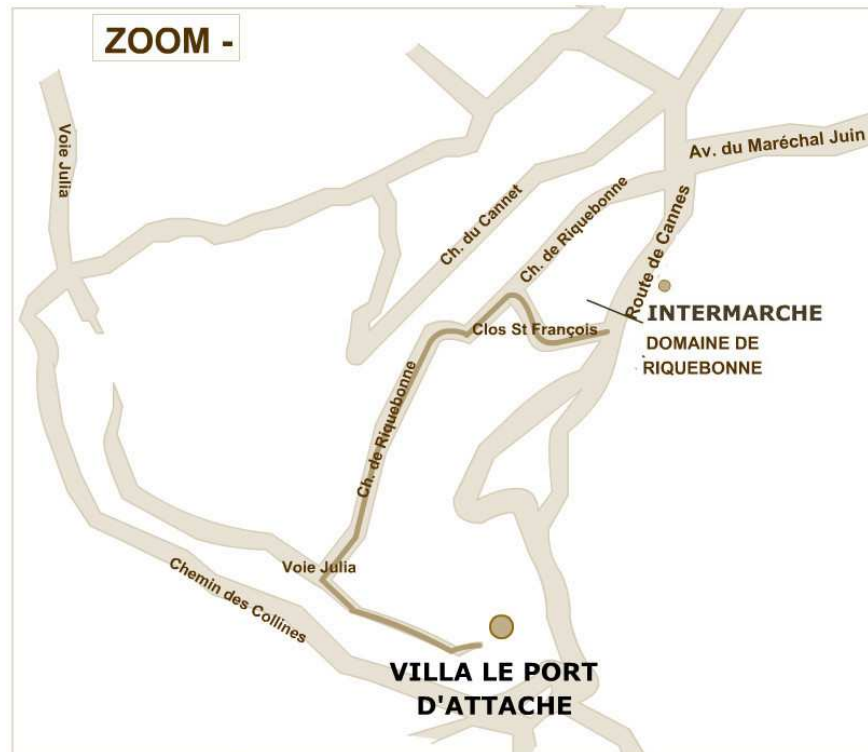 ZOOM -
Voie Julia
Av. du Maréchal Juin
Ch. du Cannet
Ch. de Riquebonne
Route de Cannes
INTERMARCHE
Clos St François
DOMAINE DE
RIQUEBONNE
Ch. de Riquebonne
Voie Julia
Chemin des Collines
VILLA LE PORT
D'ATTACHE